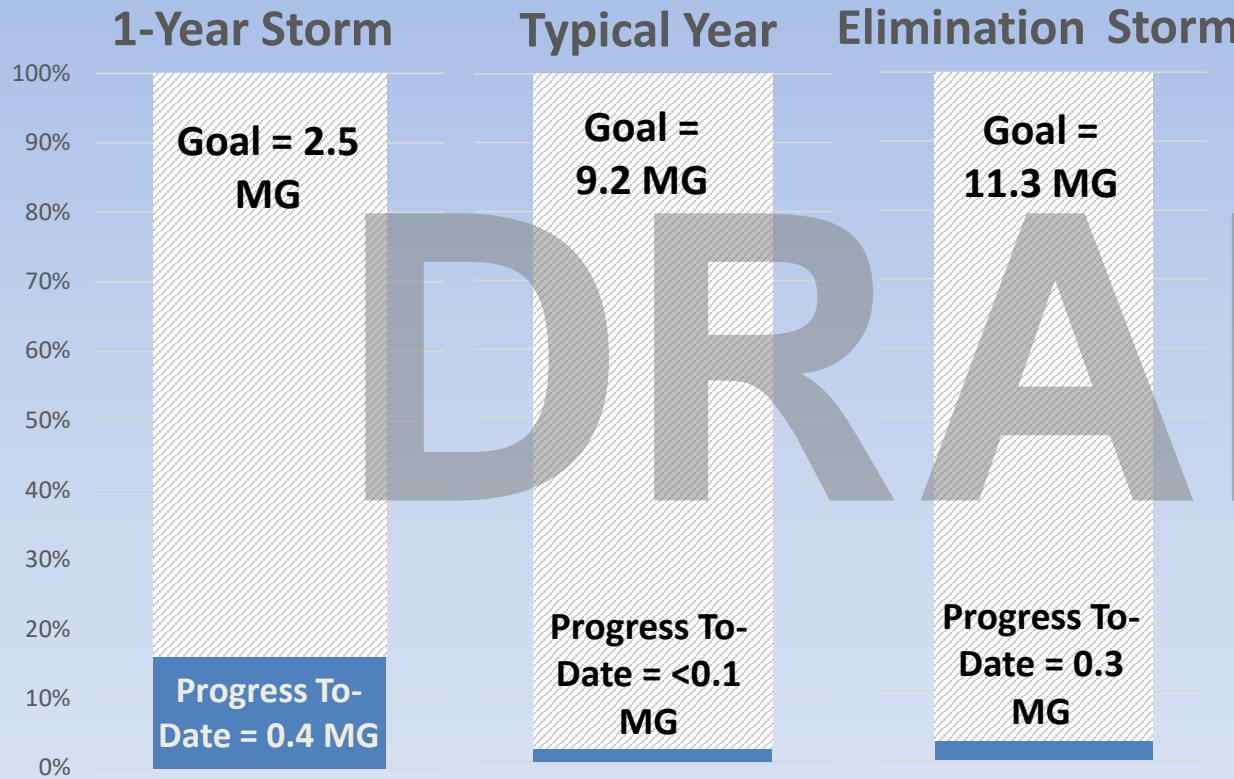 1-Year Storm
Typical Year
Elimination Storm
100%
90%
80%
70%
60%
50%
40%
30%
20%
10%
0%
Goal = 2.5
MG
Progress To-
Date = 0.4 MG
Goal =
9.2 MG
Progress To-
Date = <0.1
MG
Goal =
11.3 MG
Progress To-
Date = 0.3
MG
DRA